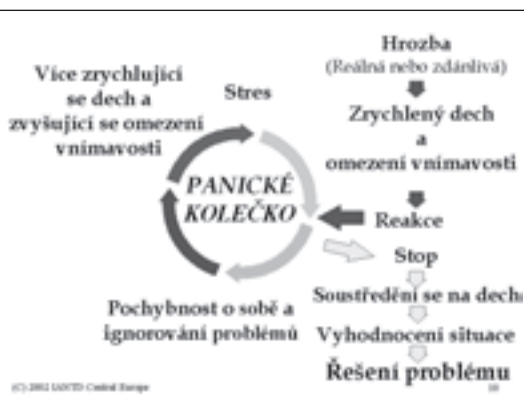 Hrozba
(Reálná nebo zdánlivá)
Zrychlený dech
a
omezení vnímavosti
Reakce
Stop
Soustředění se na dech
Vyhodnocení situace
Řešení problému
Více zrychlující
se dech a
zvyšující se omezení
vnímavosti
Stres
PANICKÉ
KOLEČKO
Pochybnost o sobě a
ignorování problémů
(C) 2002 IANTD Central Europe